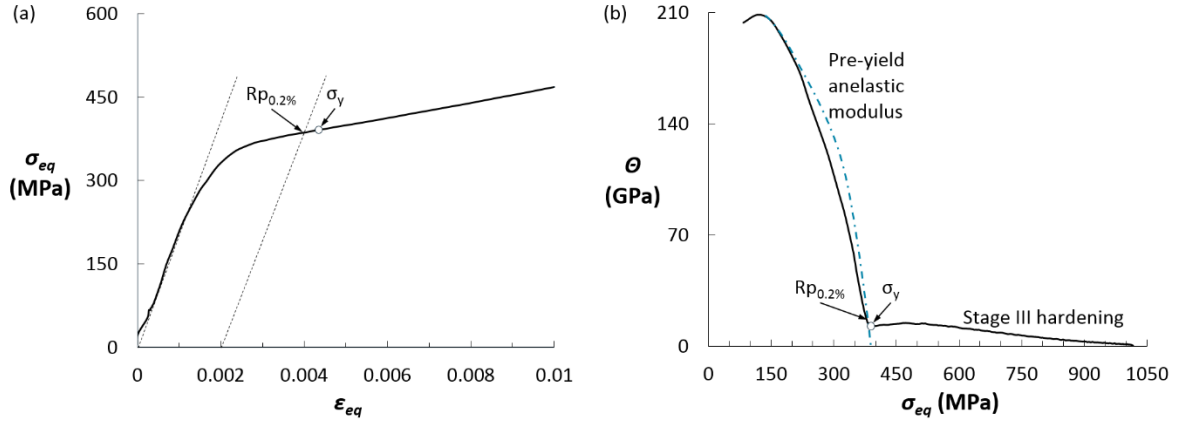 (a)
600
450
300
150
0
σeq
(MPa)
Rp0.2%
σy
0
0.002
0.004
0.006
0.008
0.01
εeq
(b)
210
140
70
0
Θ
(GPa)
Pre-yield
anelastic
modulus
Rp0.2%
σy
Stage III hardening
0
150
300
450
600
750
900
1050
σeq (MPa)